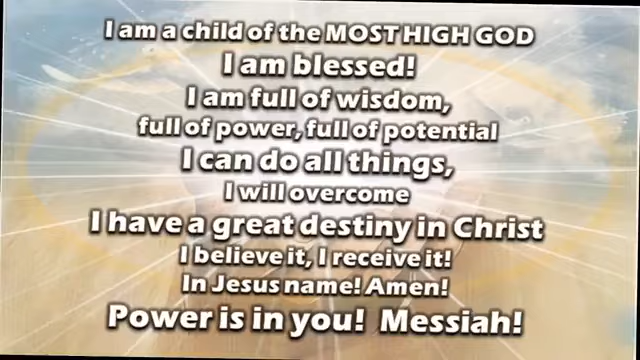 I am a child of the MOST HIGH GOD
I am blessed!
I am full of wisdom,
full of power, full of potential
I can do all things,
I will overcome
I have a great destiny in Christ
I believe it, I receive it!
In Jesus name! Amen!
Power is in you!  Messiah!